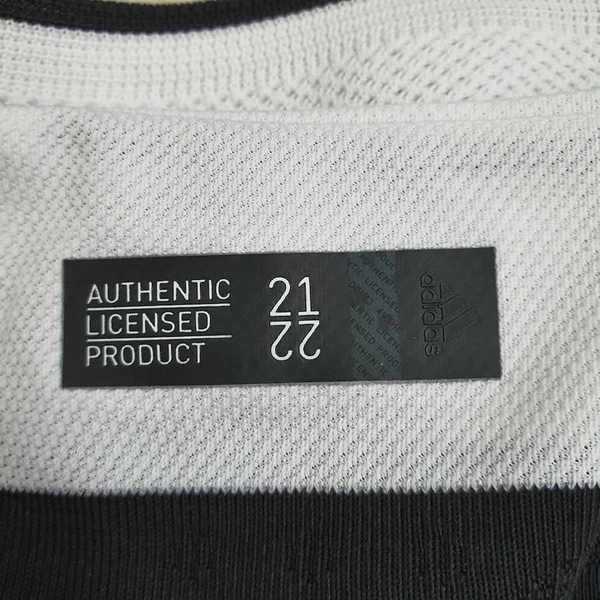 AUTHENTIC
LICENSED
PRODUCT
21
22
adidas